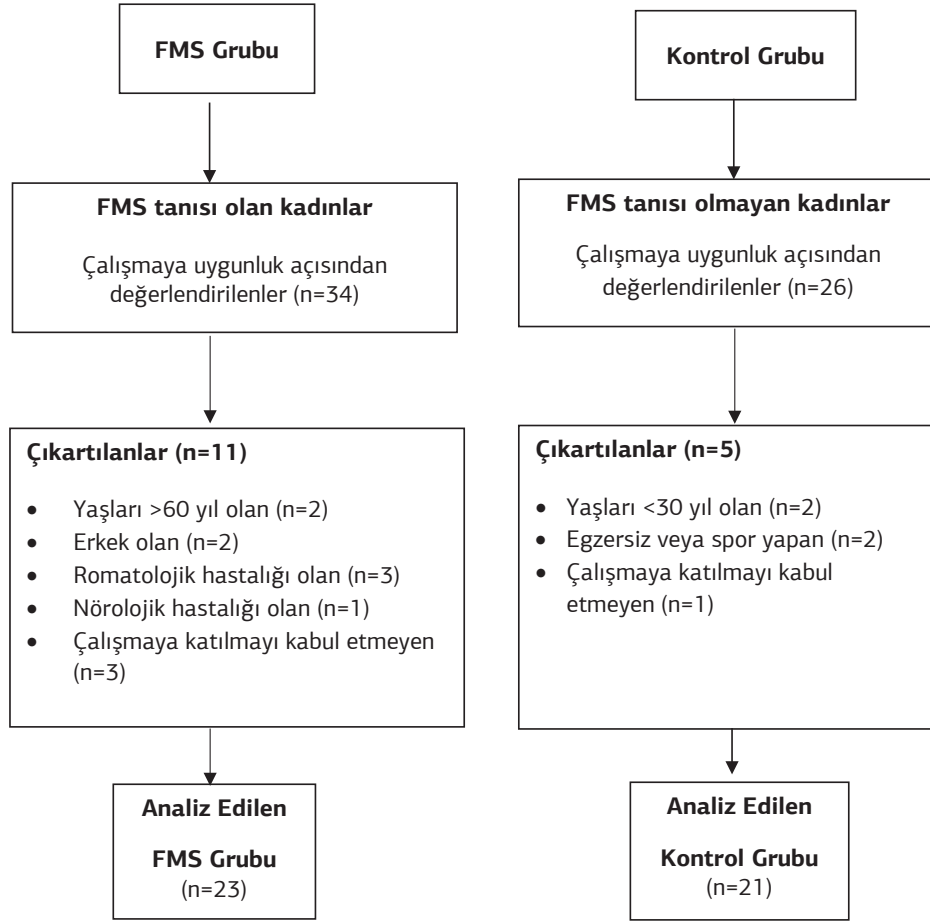 FMS Grubu
FMS tanısı olan kadınlar
Çalışmaya uygunluk açısından
değerlendirilenler (n=34)
Çıkartılanlar (n=11)
• Yaşları >60 yıl olan (n=2)
• Erkek olan (n=2)
• Romatolojik hastalığı olan (n=3)
• Nörolojik hastalığı olan (n=1)
• Çalışmaya katılmayı kabul etmeyen
(n=3)
Analiz Edilen
FMS Grubu
(n=23)
Kontrol Grubu
FMS tanısı olmayan kadınlar
Çalışmaya uygunluk açısından
değerlendirilenler (n=26)
Çıkartılanlar (n=5)
• Yaşları <30 yıl olan (n=2)
• Egzersiz veya spor yapan (n=2)
• Çalışmaya katılmayı kabul
etmeyen (n=1)
Analiz Edilen
Kontrol Grubu
(n=21)